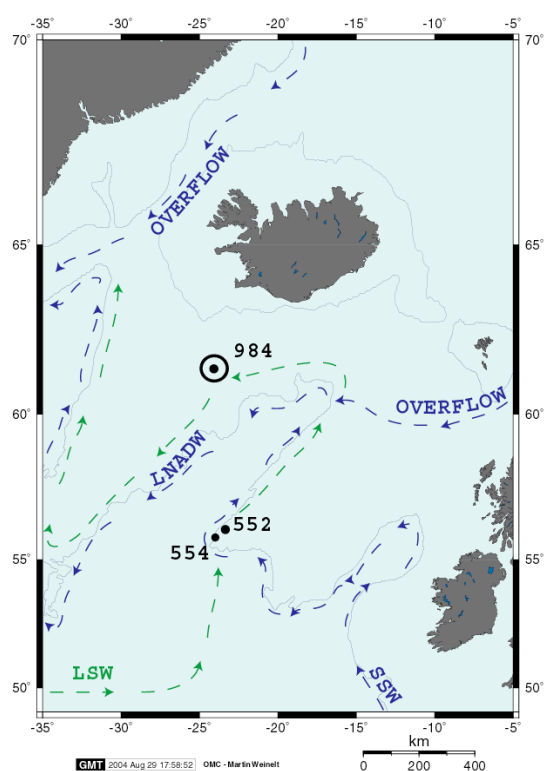 -35° -30° -25° -20° -15° -10° -5°
70° 70°
OVERFLOW
65° 65°
984
60° OVERFLOW 60°
LNADW
552
55° 554 55°
LSW
SSW
50° 50°
-35° -30° -25° -20° -15° -10° -5°
km
GMT 2004 Aug 29 17:58:52 OMC - Martin Weinelt
0 200 400